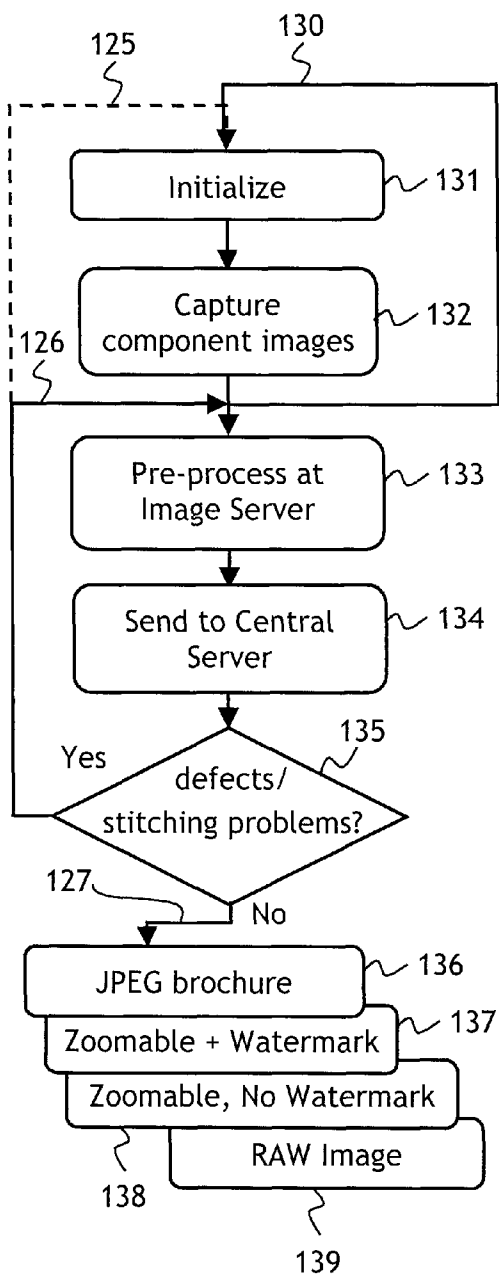 130
125
Initialize
131
Capture
component images
132
126
Pre-process at
Image Server
133
Send to Central
Server
134
135
Yes
defects/
stitching problems?
127
No
JPEG brochure
136
137
Zoomable + Watermark
Zoomable, No Watermark
138
RAW Image
139